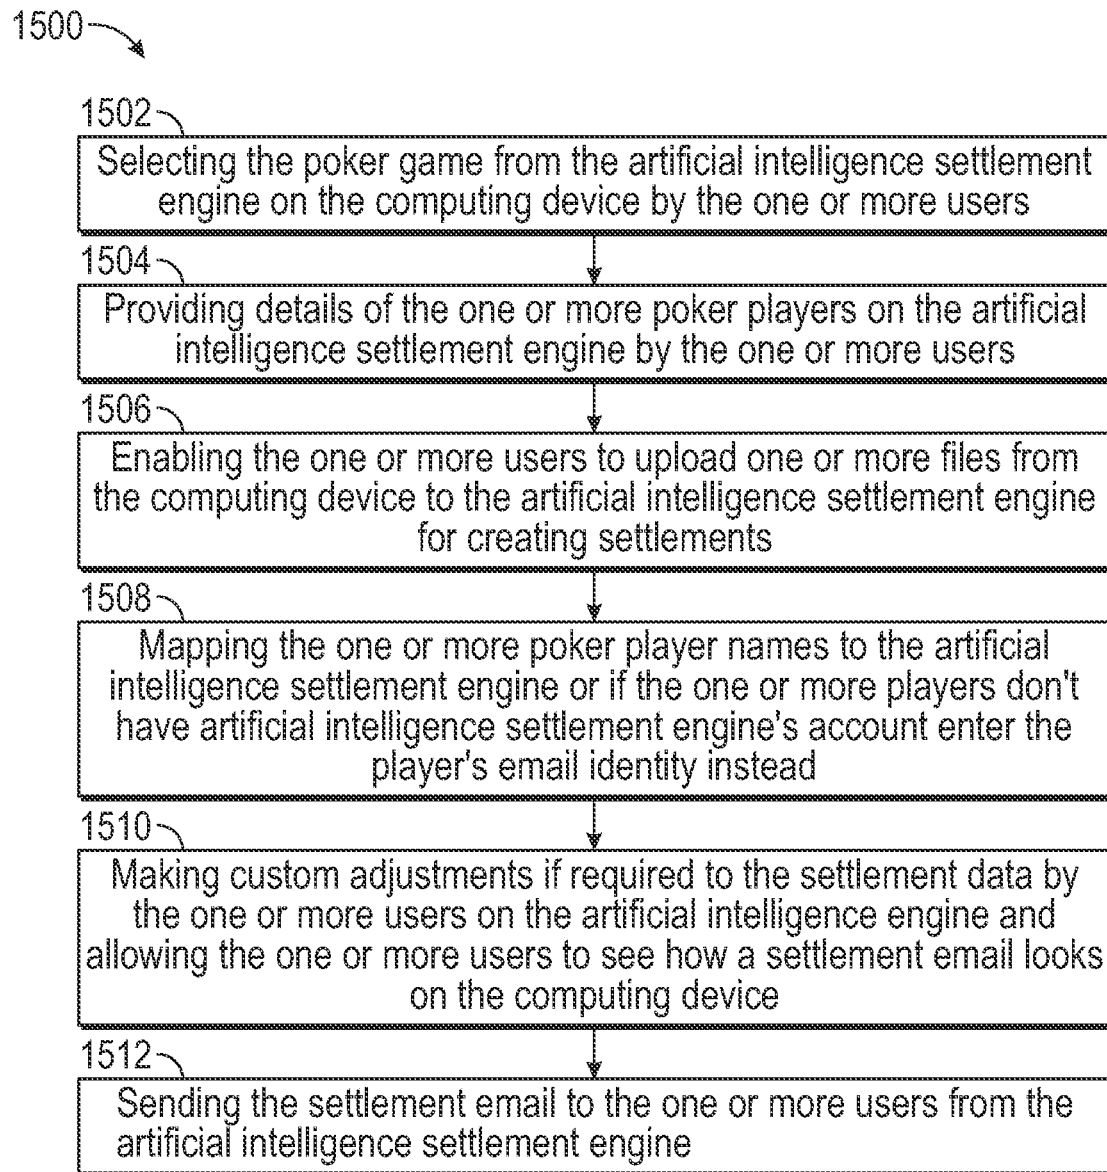 1500
1502
Selecting the poker game from the artificial intelligence settlement
engine on the computing device by the one or more users
1504
Providing details of the one or more poker players on the artificial
intelligence settlement engine by the one or more users
1506
Enabling the one or more users to upload one or more files from
the computing device to the artificial intelligence settlement engine
for creating settlements
1508
Mapping the one or more poker player names to the artificial
intelligence settlement engine or if the one or more players don't
have artificial intelligence settlement engine's account enter the
player's email identity instead
1510
Making custom adjustments if required to the settlement data by
the one or more users on the artificial intelligence engine and
allowing the one or more users to see how a settlement email looks
on the computing device
1512
Sending the settlement email to the one or more users from the
artificial intelligence settlement engine